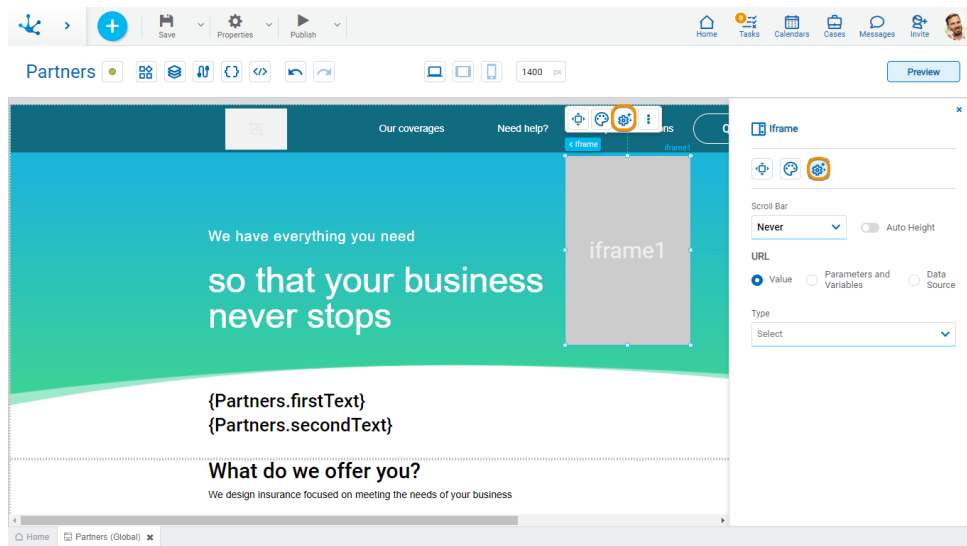 Save
Properties
Publish
Home
9
Tasks
Calendars
Cases
Messages
Invite
Partners
1400 px
Preview
Our coverages
Need help?
Q
Iframe
iframe1
iframe1
We have everything you need
so that your business
never stops
{Partners.firstText}
{Partners.secondText}
What do we offer you?
We design insurance focused on meeting the needs of your business
Iframe
Scroll Bar
Never
Auto Height
URL
Value
Parameters and
Variables
Data
Source
Type
Select
Home
Partners (Global)